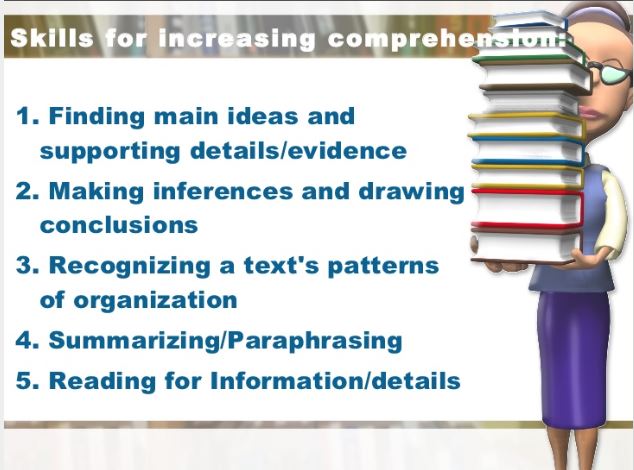 Skills for increasing comprehension:
1. Finding main ideas and
supporting details/evidence
2. Making inferences and drawing
conclusions
3. Recognizing a text's patterns
of organization
4. Summarizing/Paraphrasing
5. Reading for Information/details